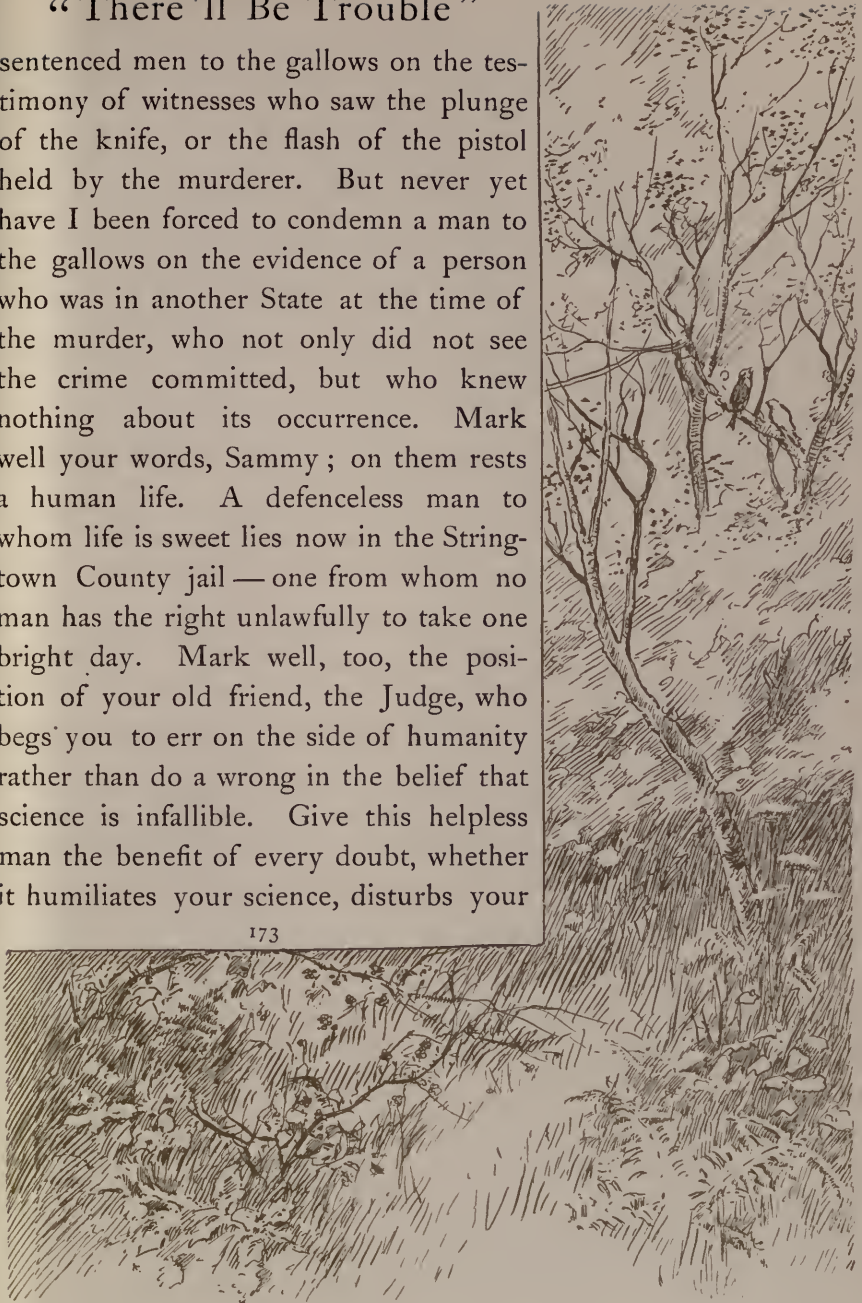 “There 'll Be Trouble”
sentenced men to the gallows on the tes-
timony of witnesses who saw the plunge
of the knife, or the flash of the pistol
held by the murderer. But never yet
have I been forced to condemn a man to
the gallows on the evidence of a person
who was in another State at the time of
the murder, who not only did not see
the crime committed, but who knew
nothing about its occurrence. Mark
well your words, Sammy ; on them rests
a human life. A defenceless man to
whom life is sweet lies now in the String-
town County jail — one from whom no
man has the right unlawfully to take one
bright day. Mark well, too, the posi-
tion of your old friend, the Judge, who
begs you to err on the side of humanity
rather than do a wrong in the belief that
science is infallible. Give this helpless
man the benefit of every doubt, whether
it humiliates your science, disturbs your
173